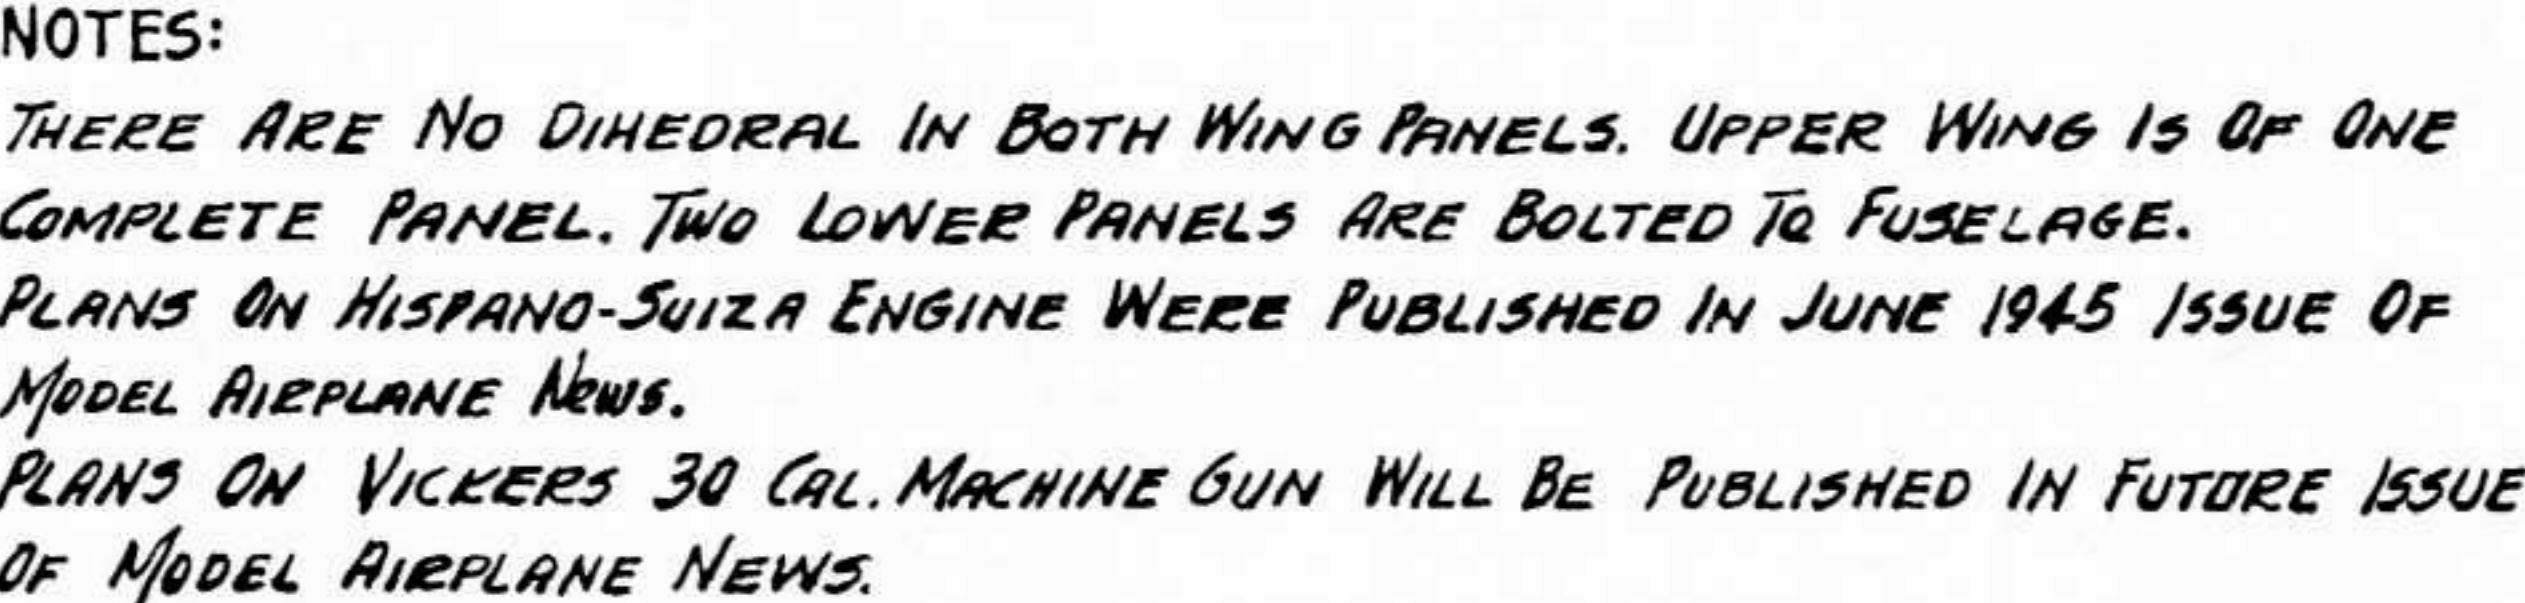 NOTES:
THERE ARE NO DIHEDRAL IN BOTH WING PANELS. UPPER WING IS OF ONE
COMPLETE PANEL. TWO LOWER PANELS ARE BOLTED TO FUSELAGE.
PLANS ON HISPANO-SUIZA ENGINE WERE PUBLISHED IN JUNE 1945 ISSUE OF
MODEL AIRPLANE NEWS.
PLANS ON VICKERS 30 CAL. MACHINE GUN WILL BE PUBLISHED IN FUTURE ISSUE
OF MODEL AIRPLANE NEWS.